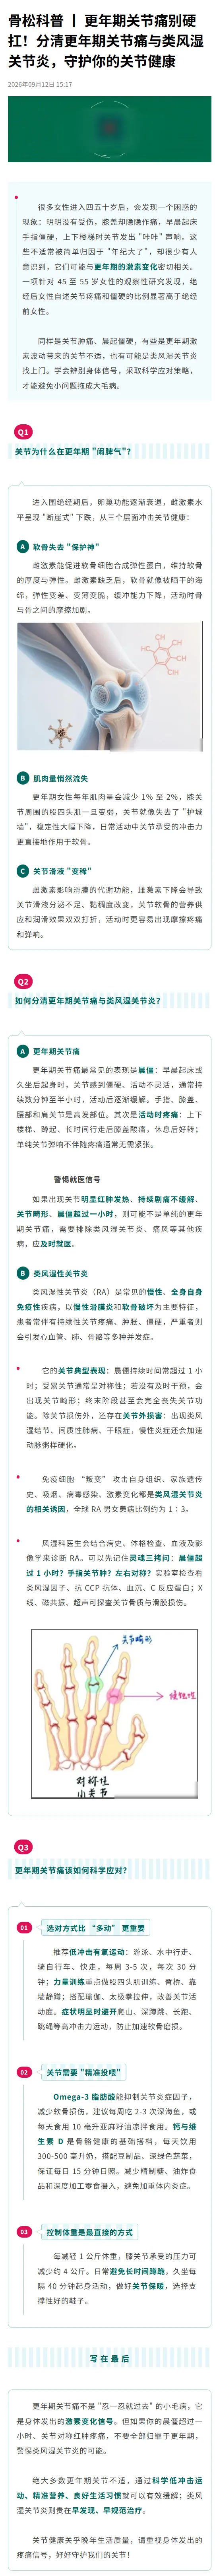 骨松科普 丨 更年期关节痛别硬
扛！分清更年期关节痛与类风湿
关节炎，守护你的关节健康
2026年09月12日 15:17
很多女性进入四五十岁后，会发现一个困惑的
现象：明明没有受伤，膝盖却隐隐作痛，早晨起床
手指僵硬，上下楼梯时关节发出 "咔咔" 声响。这
些不适常被简单归因于 "年纪大了"，却很少有人
意识到，它们可能与更年期的激素变化密切相关。
一项针对 45 至 55 岁女性的观察性研究发现，绝
经后女性自述关节疼痛和僵硬的比例显著高于绝经
前女性。
同样是关节肿痛、晨起僵硬，有些是更年期激
素波动带来的关节不适，也有可能是类风湿关节炎
找上门。学会辨别身体信号，采取科学应对策略，
才能避免小问题拖成大毛病。
Q1
关节为什么在更年期 "闹脾气"？
进入围绝经期后，卵巢功能逐渐衰退，雌激素水
平呈现 "断崖式" 下跌，从三个层面冲击关节健康：
A 软骨失去 "保护神"
雌激素能促进软骨细胞合成弹性蛋白，维持软骨
的厚度与弹性。雌激素缺乏后，软骨就像被晒干的海
绵，弹性变差、变薄变脆，缓冲能力下降，活动时骨
与骨之间的摩擦加剧。
B 肌肉量悄然流失
更年期女性每年肌肉量会减少 1% 至 2%，膝关
节周围的股四头肌一旦变弱，关节就像失去了 "护城
墙"，稳定性大幅下降，日常活动中关节承受的冲击力
更直接地作用于软骨。
C 关节滑液 "变稀"
雌激素影响滑膜的代谢功能，雌激素下降会导致
关节滑液分泌不足、黏稠度改变，关节软骨的营养供
应和润滑效果双双打折，活动时更容易出现摩擦疼痛
和弹响。
Q2
如何分清更年期关节痛与类风湿关节炎？
A 更年期关节痛
更年期关节痛最常见的表现是晨僵：早晨起床或
久坐后起身时，关节感到僵硬、活动不灵活，通常持
续数分钟至半小时，活动后逐渐缓解。手指、膝盖、
腰部和肩关节是高发部位。其次是活动时疼痛：上下
楼梯、蹲起、长时间行走后膝盖酸痛，休息后好转；
单纯关节弹响不伴随疼痛通常无需紧张。
警惕就医信号
如果出现关节明显红肿发热、持续剧痛不缓解、
关节畸形、晨僵超过一小时，则可能不是单纯的更年
期关节痛，需要排除类风湿关节炎、痛风等其他疾
病，应及时就医。
B 类风湿性关节炎
类风湿性关节炎（RA）是常见的慢性、全身自身
免疫性疾病，以慢性滑膜炎和软骨破坏为主要特征，
患者常伴有持续性关节疼痛、肿胀、僵硬，严重者则
会引发心血管、肺、骨骼等多种并发症。
它的关节典型表现：晨僵持续时间常超过 1 小
时；受累关节通常呈对称性；若没有及时干预，会
出现关节畸形；终末阶段甚至会完全丧失关节功
能。除关节损伤外，还存在关节外损害：出现类风
湿结节、间质性肺病、干眼症，慢性炎症还会加速
动脉粥样硬化。
免疫细胞 “叛变” 攻击自身组织、家族遗传
史、吸烟、病毒感染、激素变化都是类风湿关节炎
的相关诱因，全球 RA 男女患病比例约为 1：3。
风湿科医生会结合病史、体格检查、血液及影
像学来诊断 RA。可以先记住灵魂三拷问：晨僵超
过 1 小时？手指关节肿？左右对称？实验室检查看
类风湿因子、抗 CCP 抗体、血沉、C 反应蛋白；X
线、磁共振、超声可探查关节骨质与滑膜损伤。
关节畸形
对称性
小关节
Q3
更年期关节痛该如何科学应对？
01 选对方式比 “多动” 更重要
推荐低冲击有氧运动：游泳、水中行走、
骑自行车、快走，每周 3-5 次，每次 30 分
钟；力量训练重点做股四头肌训练、臀桥、靠
墙静蹲；搭配瑜伽、太极拳拉伸，改善关节活
动度。症状明显时避开爬山、深蹲跳、长跑、
跳绳等高冲击力运动，防止加速软骨磨损。
02 关节需要 "精准投喂"
Omega-3 脂肪酸能抑制关节炎症因子，
减少软骨损伤，建议每周吃 2-3 次深海鱼，或
每天食用 10 毫升亚麻籽油凉拌食用。钙与维
生素 D 是骨骼健康的基础搭档，每天饮用
300-500 毫升奶，搭配豆制品、深绿色蔬菜，
保证每日 15 分钟日照。减少精制糖、油炸食
品和深度加工零食摄入，避免加重体内炎症。
03 控制体重是最直接的方式
每减轻 1 公斤体重，膝关节承受的压力可
减少约 4 公斤。日常避免长时间蹲跪，久坐每
隔 40 分钟起身活动，做好关节保暖，选择支
撑性好的鞋子。
写在最后
更年期关节痛不是 "忍一忍就过去" 的小毛病，它
是身体发出的激素变化信号。但如果你的晨僵超过一
小时、关节对称红肿疼痛，不要全部归罪于更年期，
警惕类风湿关节炎的可能。
绝大多数更年期关节不适，通过科学低冲击运
动、精准营养、良好生活习惯就可以有效缓解；类风
湿关节炎则贵在早发现、早规范治疗。
关节健康关乎晚年生活质量，请重视身体发出的
疼痛信号，好好守护我们的关节！